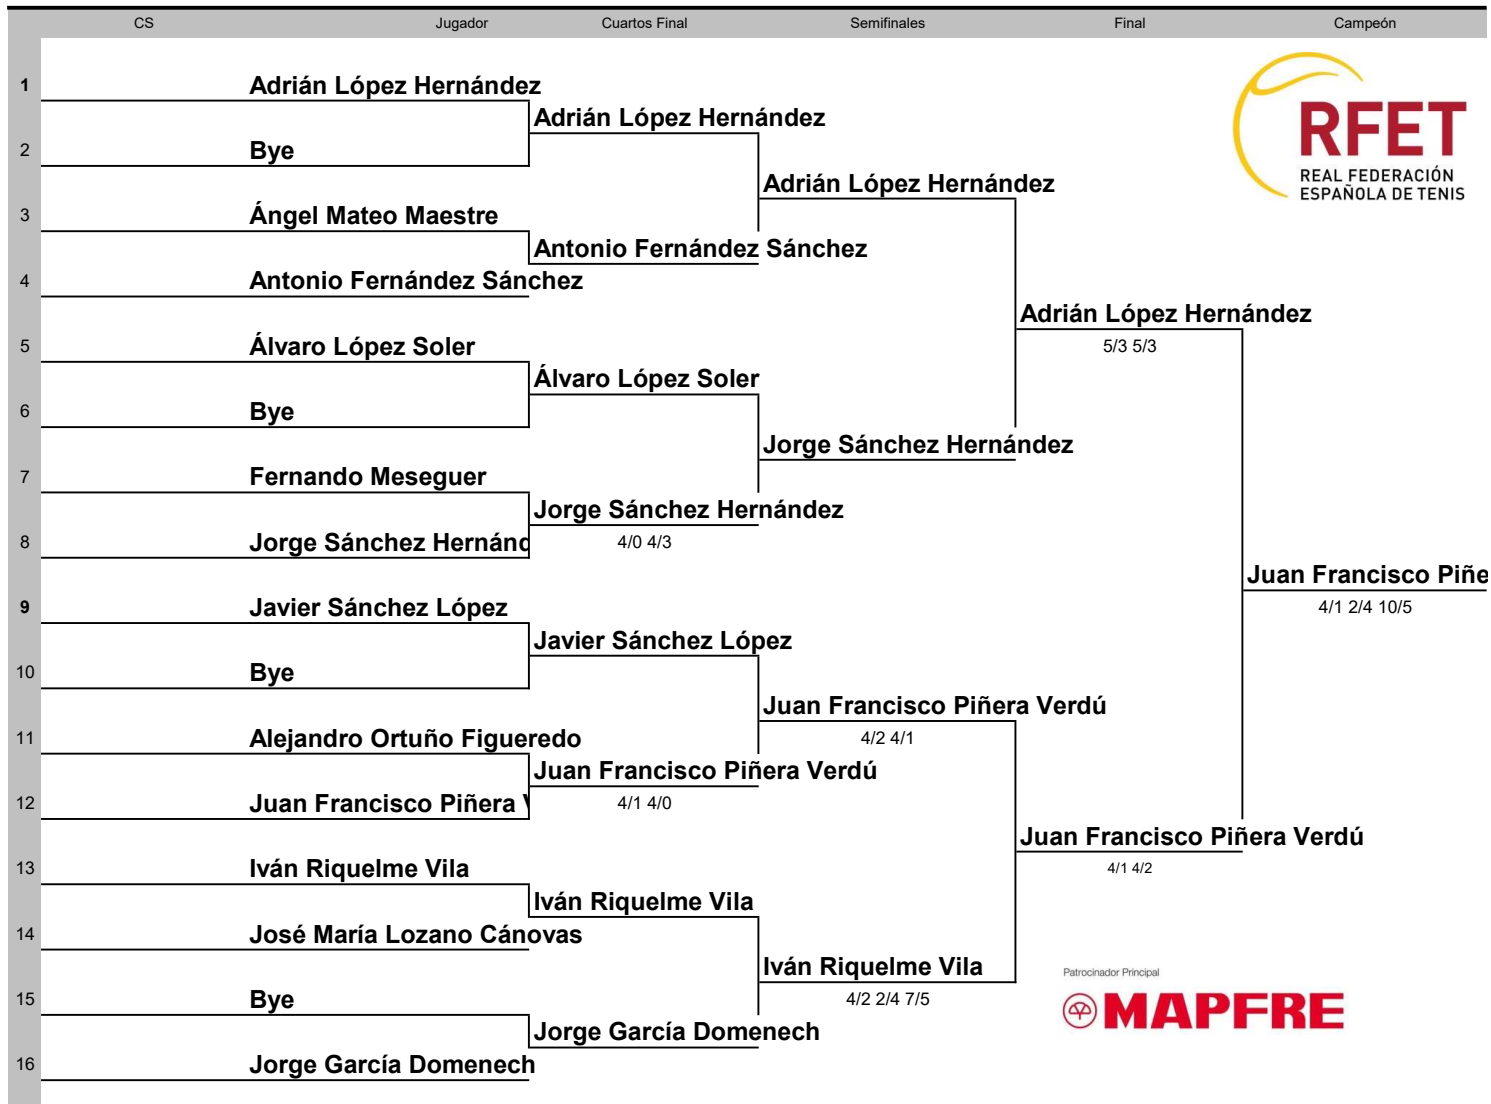 CS Jugador Cuartos Final Semifinales Final Campeón
1 Adrián López Hernández
Adrián López Hernández
2 Bye
Adrián López Hernández
3 Ángel Mateo Maestre
Antonio Fernández Sánchez
4 Antonio Fernández Sánchez
Adrián López Hernández
5/3 5/3
5 Álvaro López Soler
Álvaro López Soler
6 Bye
Jorge Sánchez Hernández
7 Fernando Meseguer
Jorge Sánchez Hernández
4/0 4/3
8 Jorge Sánchez Hernánd
Juan Francisco Piñe
4/1 2/4 10/5
9 Javier Sánchez López
Javier Sánchez López
10 Bye
Juan Francisco Piñera Verdú
4/2 4/1
11 Alejandro Ortuño Figueredo
Juan Francisco Piñera Verdú
4/1 4/0
12 Juan Francisco Piñera V
Juan Francisco Piñera Verdú
4/1 4/2
13 Iván Riquelme Vila
Iván Riquelme Vila
14 José María Lozano Cánovas
Iván Riquelme Vila
4/2 2/4 7/5
15 Bye
Jorge García Domenech
16 Jorge García Domenech
RFET
REAL FEDERACIÓN
ESPAÑOLA DE TENIS
Patrocinador Principal
MAPFRE